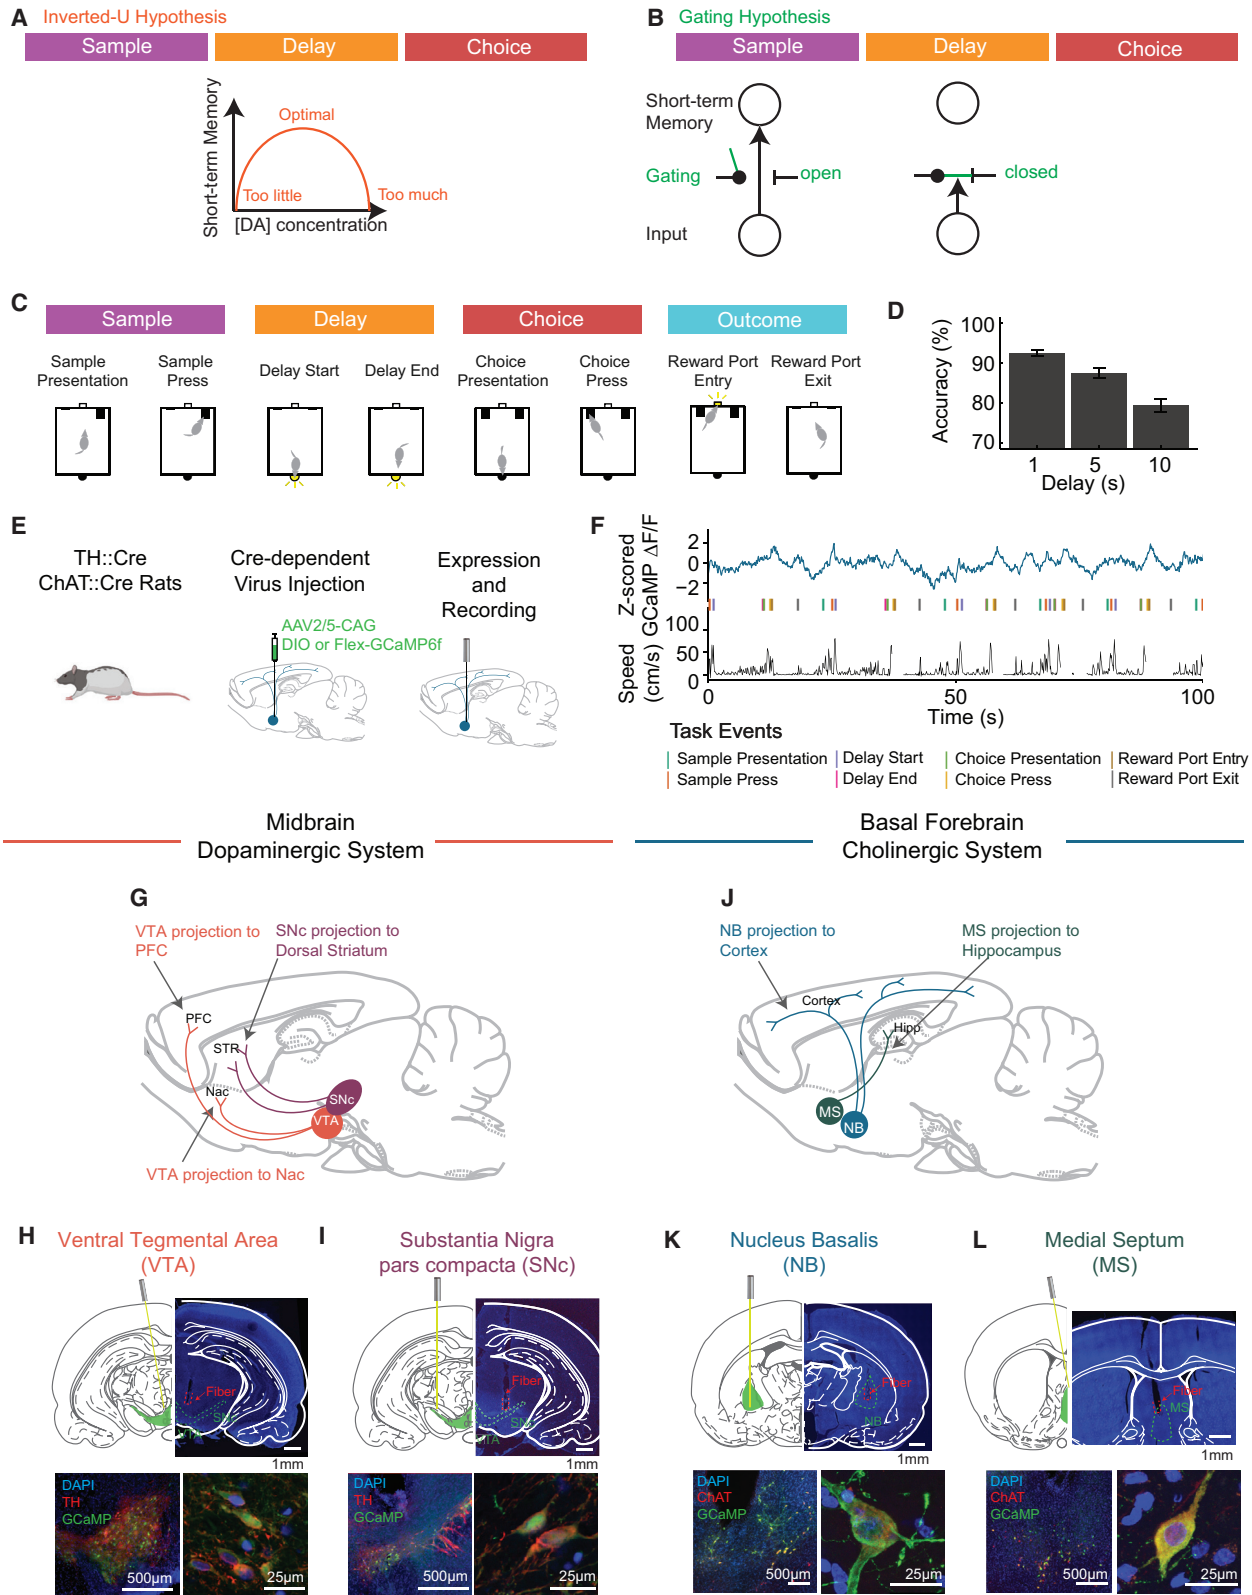 A Inverted-U Hypothesis
Sample Delay Choice
Short-term Memory
Optimal
Too little
Too much
[DA] concentration
B Gating Hypothesis
Sample Delay Choice
Short-term
Memory
Gating
open
closed
Input
C
Sample Delay Choice Outcome
Sample
Presentation
Sample
Press
Delay Start
Delay End
Choice
Presentation
Choice
Press
Reward Port
Entry
Reward Port
Exit
D
Accuracy (%)
100
90
80
70
1 5 10
Delay (s)
E
TH::Cre
ChAT::Cre Rats
Cre-dependent
Virus Injection
AAV2/5-CAG
DIO or Flex-GCaMP6f
Expression
and
Recording
F
Z-scored
GCaMP ΔF/F
2
0
−2
Speed
(cm/s)
100
50
0
0 50 100
Time (s)
Task Events
Sample Presentation
Sample Press
Delay Start
Delay End
Choice Presentation
Choice Press
Reward Port Entry
Reward Port Exit
Midbrain
Dopaminergic System
Basal Forebrain
Cholinergic System
G
VTA projection to
PFC
SNc projection to
Dorsal Striatum
PFC
STR
Nac
SNc
VTA
VTA projection to Nac
J
NB projection to
Cortex
MS projection to
Hippocampus
Cortex
Hipp
MS
NB
H Ventral Tegmental Area
(VTA)
Fiber
SNc
VTA
1mm
DAPI
TH
GCaMP
500μm
25μm
I Substantia Nigra
pars compacta (SNc)
Fiber
SNc
VTA
1mm
DAPI
TH
GCaMP
500μm
25μm
K Nucleus Basalis
(NB)
Fiber
NB
1mm
DAPI
ChAT
GCaMP
500μm
25μm
L Medial Septum
(MS)
Fiber
MS
1mm
DAPI
ChAT
GCaMP
500μm
25μm